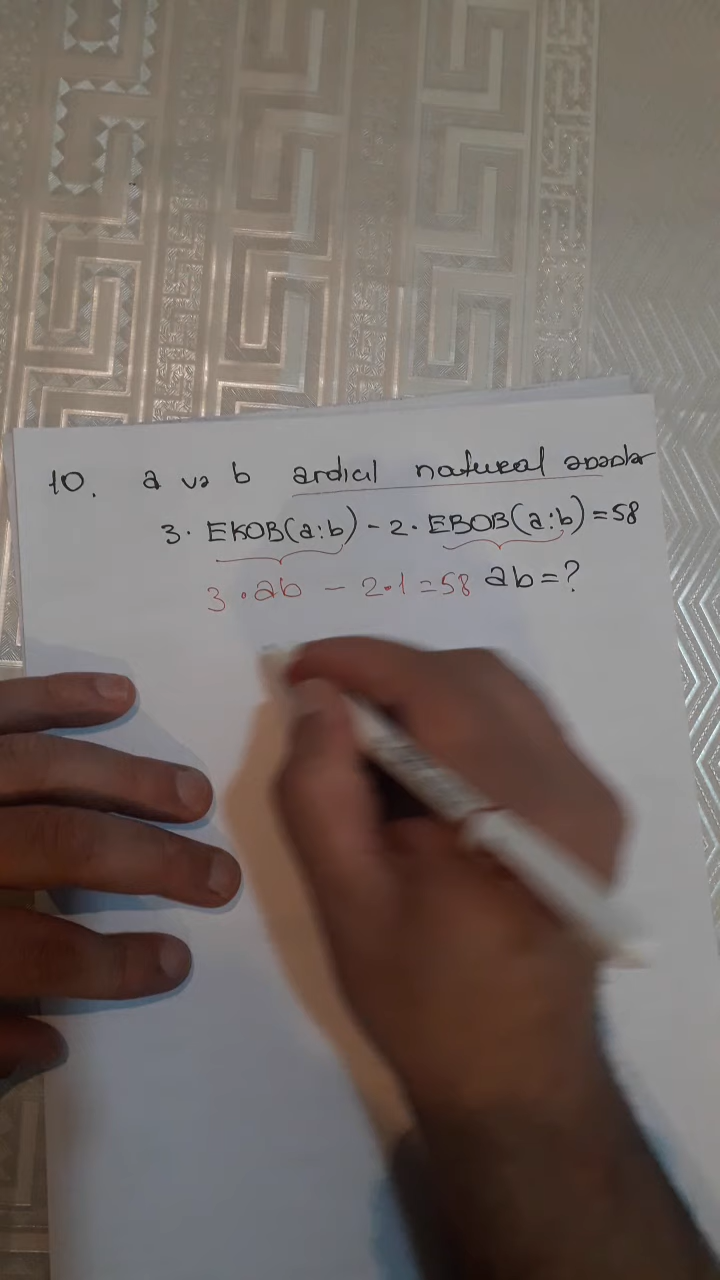 10. a və b ardıcıl natural ədədlər
3. EKOB(a:b) - 2. EBOB(a:b) = 58
3 . ab - 2.1 = 58 ab = ?